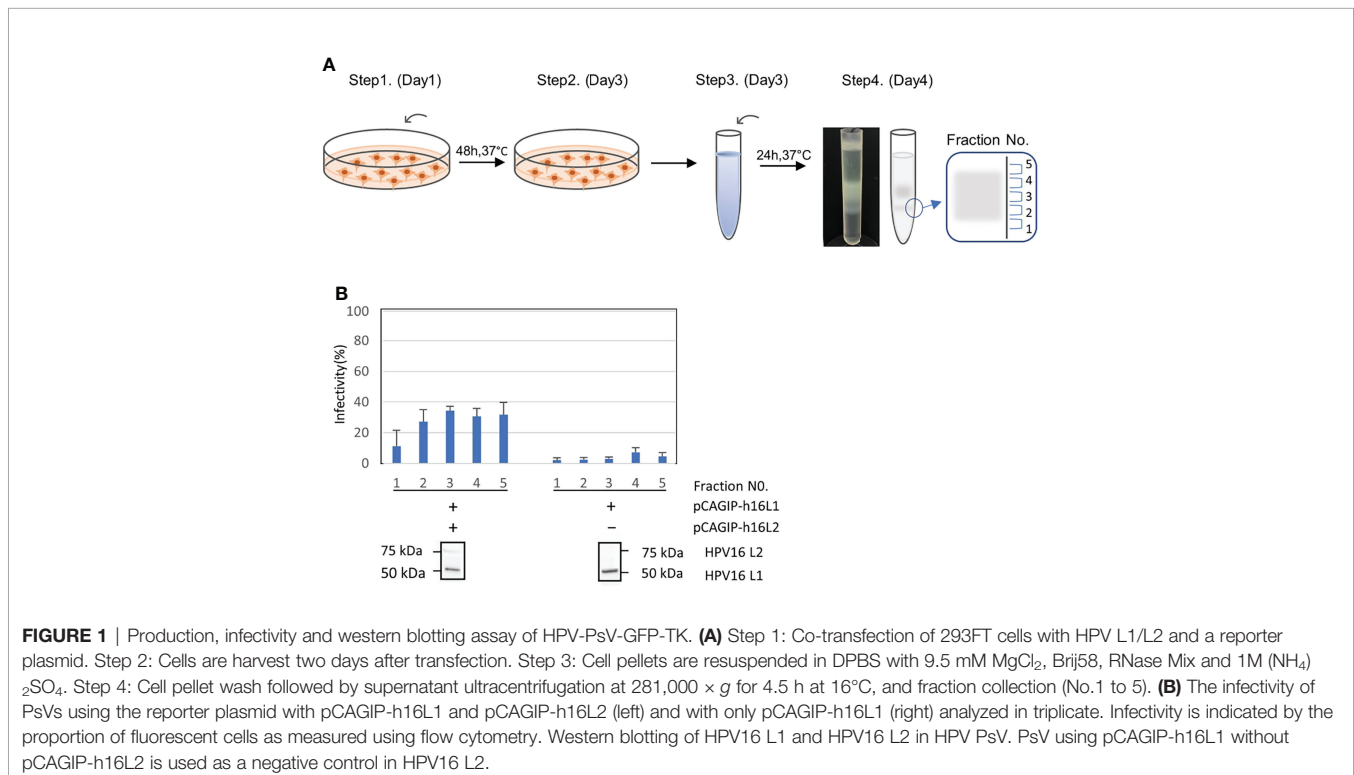 A
Step1. (Day1)
Step2. (Day3)
Step3. (Day3)
Step4. (Day4)
48h,37°C
24h,37°C
Fraction No.
5
4
3
2
1
B
Infectivity(%)
100
80
60
40
20
0
1 2 3 4 5 1 2 3 4 5 Fraction N0.
+ + pCAGIP-h16L1
+ − pCAGIP-h16L2
75 kDa 75 kDa HPV16 L2
50 kDa 50 kDa HPV16 L1
FIGURE 1 | Production, infectivity and western blotting assay of HPV-PsV-GFP-TK. (A) Step 1: Co-transfection of 293FT cells with HPV L1/L2 and a reporter
plasmid. Step 2: Cells are harvest two days after transfection. Step 3: Cell pellets are resuspended in DPBS with 9.5 mM MgCl₂, Brij58, RNase Mix and 1M (NH₄)
₂SO₄. Step 4: Cell pellet wash followed by supernatant ultracentrifugation at 281,000 × g for 4.5 h at 16°C, and fraction collection (No.1 to 5). (B) The infectivity of
PsVs using the reporter plasmid with pCAGIP-h16L1 and pCAGIP-h16L2 (left) and with only pCAGIP-h16L1 (right) analyzed in triplicate. Infectivity is indicated by the
proportion of fluorescent cells as measured using flow cytometry. Western blotting of HPV16 L1 and HPV16 L2 in HPV PsV. PsV using pCAGIP-h16L1 without
pCAGIP-h16L2 is used as a negative control in HPV16 L2.